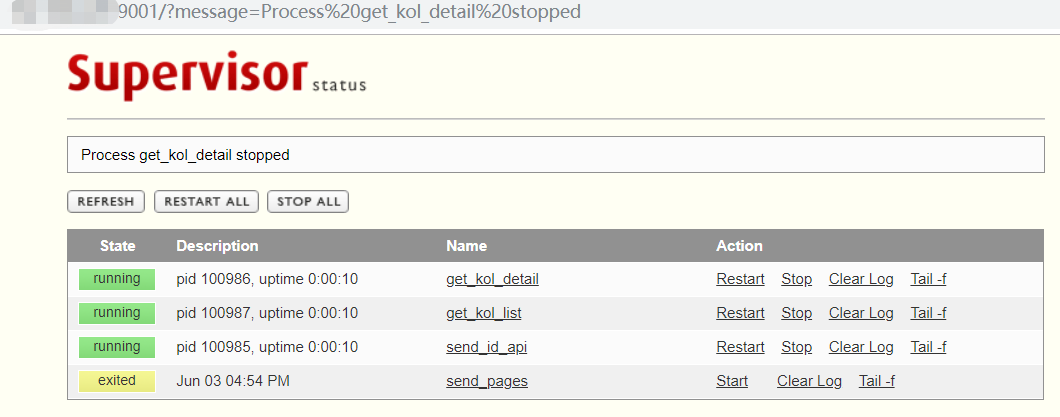 9001/?message=Process%20get_kol_detail%20stopped
Supervisor status
Process get_kol_detail stopped
REFRESH RESTART ALL STOP ALL
State Description Name Action
running pid 100986, uptime 0:00:10 get_kol_detail Restart Stop Clear Log Tail -f
running pid 100987, uptime 0:00:10 get_kol_list Restart Stop Clear Log Tail -f
running pid 100985, uptime 0:00:10 send_id_api Restart Stop Clear Log Tail -f
exited Jun 03 04:54 PM send_pages Start Clear Log Tail -f